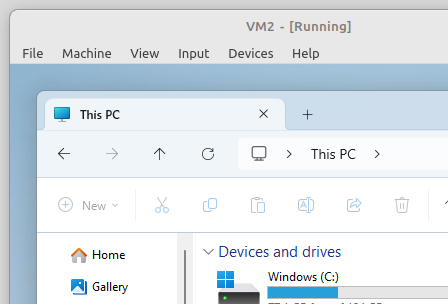 VM2 - [Running]
File Machine View Input Devices Help
This PC
This PC
New
Home
Devices and drives
Gallery
Windows (C:)